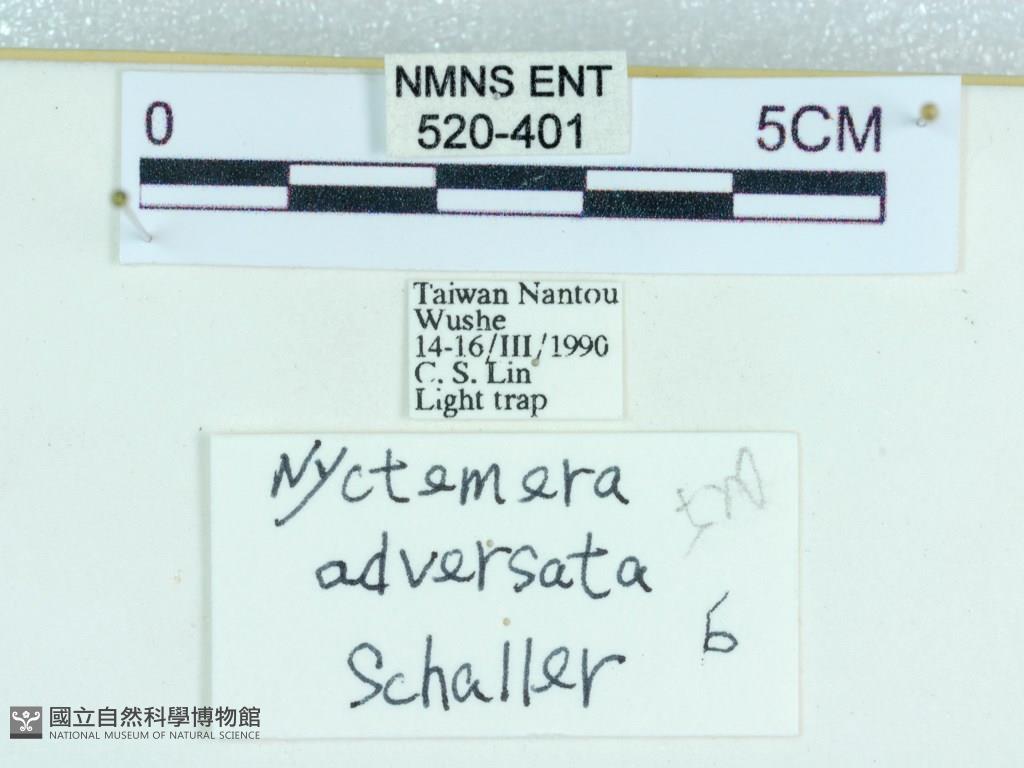 NMNS ENT
520-401
0 5CM
Taiwan Nantou
Wushe
14-16/III/1990
C. S. Lin
Light trap
Nyctemera
adversata
Schaller
6
國立自然科學博物館
NATIONAL MUSEUM OF NATURAL SCIENCE